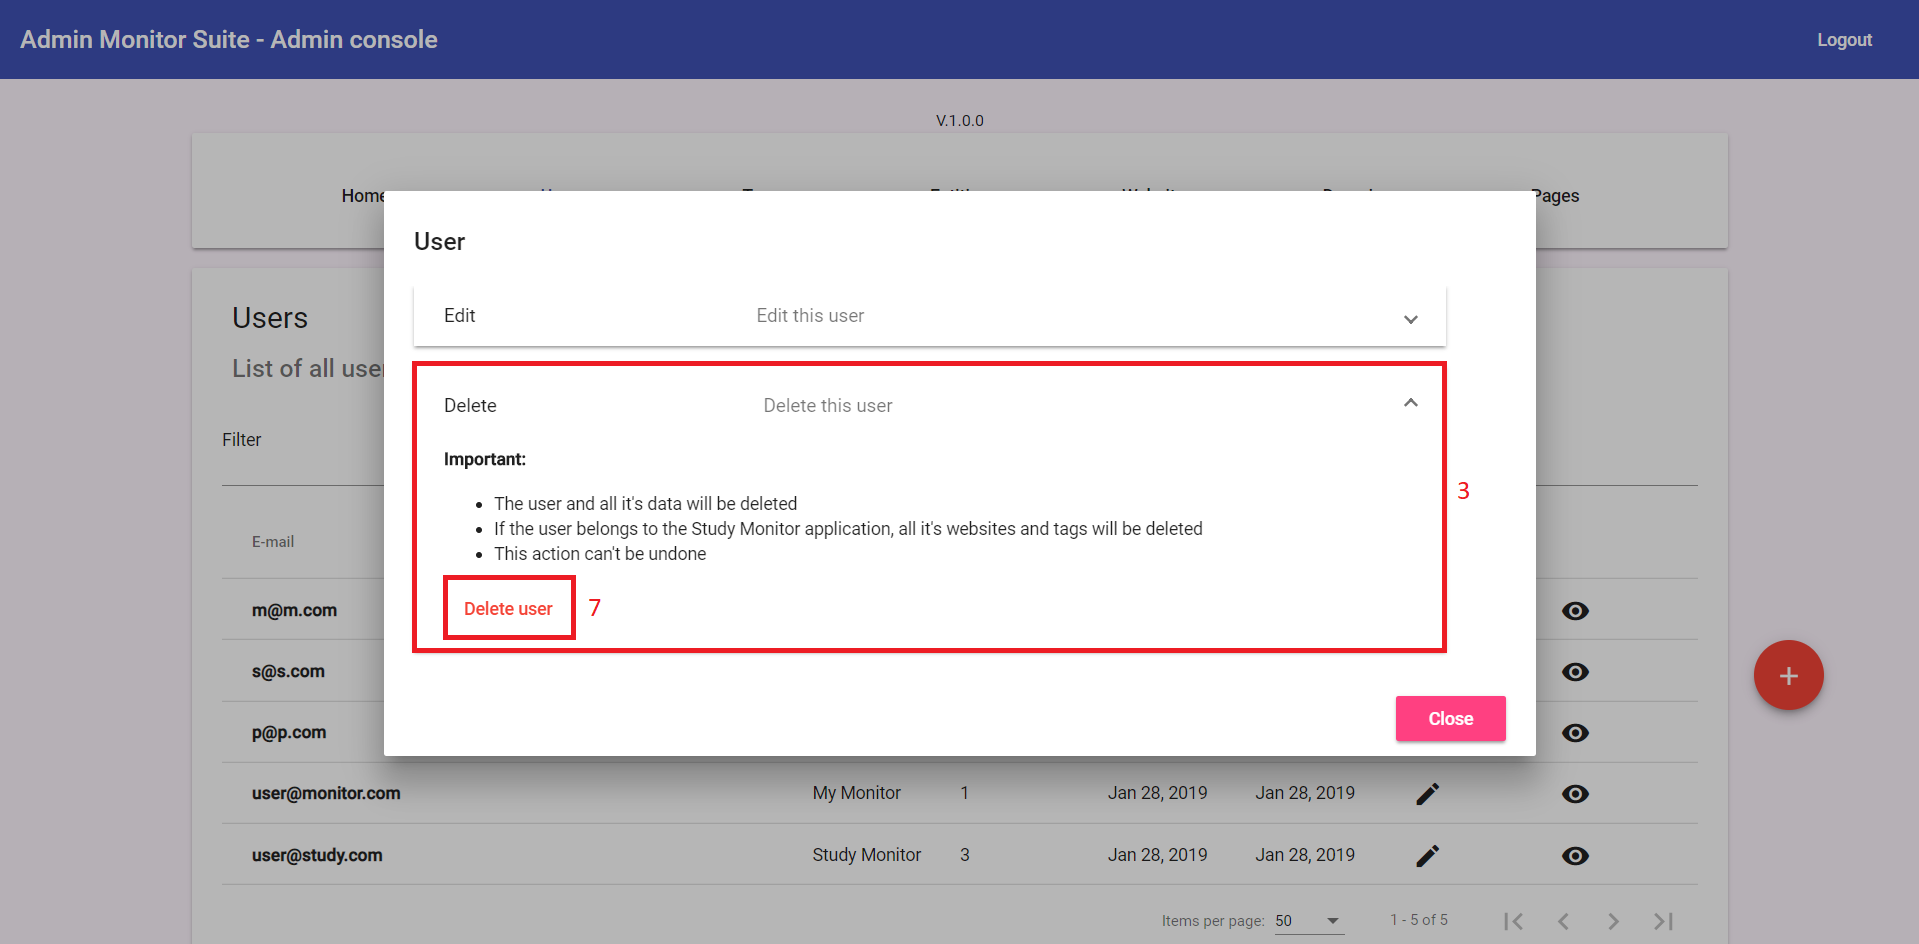 Admin Monitor Suite - Admin console
Logout
V.1.0.0
Home
Pages
User
Edit Edit this user
Users
List of all
Delete Delete this user
Filter
Important:
3
• The user and all it's data will be deleted
• If the user belongs to the Study Monitor application, all it's websites and tags will be deleted
E-mail
• This action can't be undone
m@m.com
Delete user 7
s@s.com
+
Close
p@p.com
user@monitor.com My Monitor 1 Jan 28, 2019 Jan 28, 2019
user@study.com Study Monitor 3 Jan 28, 2019 Jan 28, 2019
Items per page: 50 1 - 5 of 5